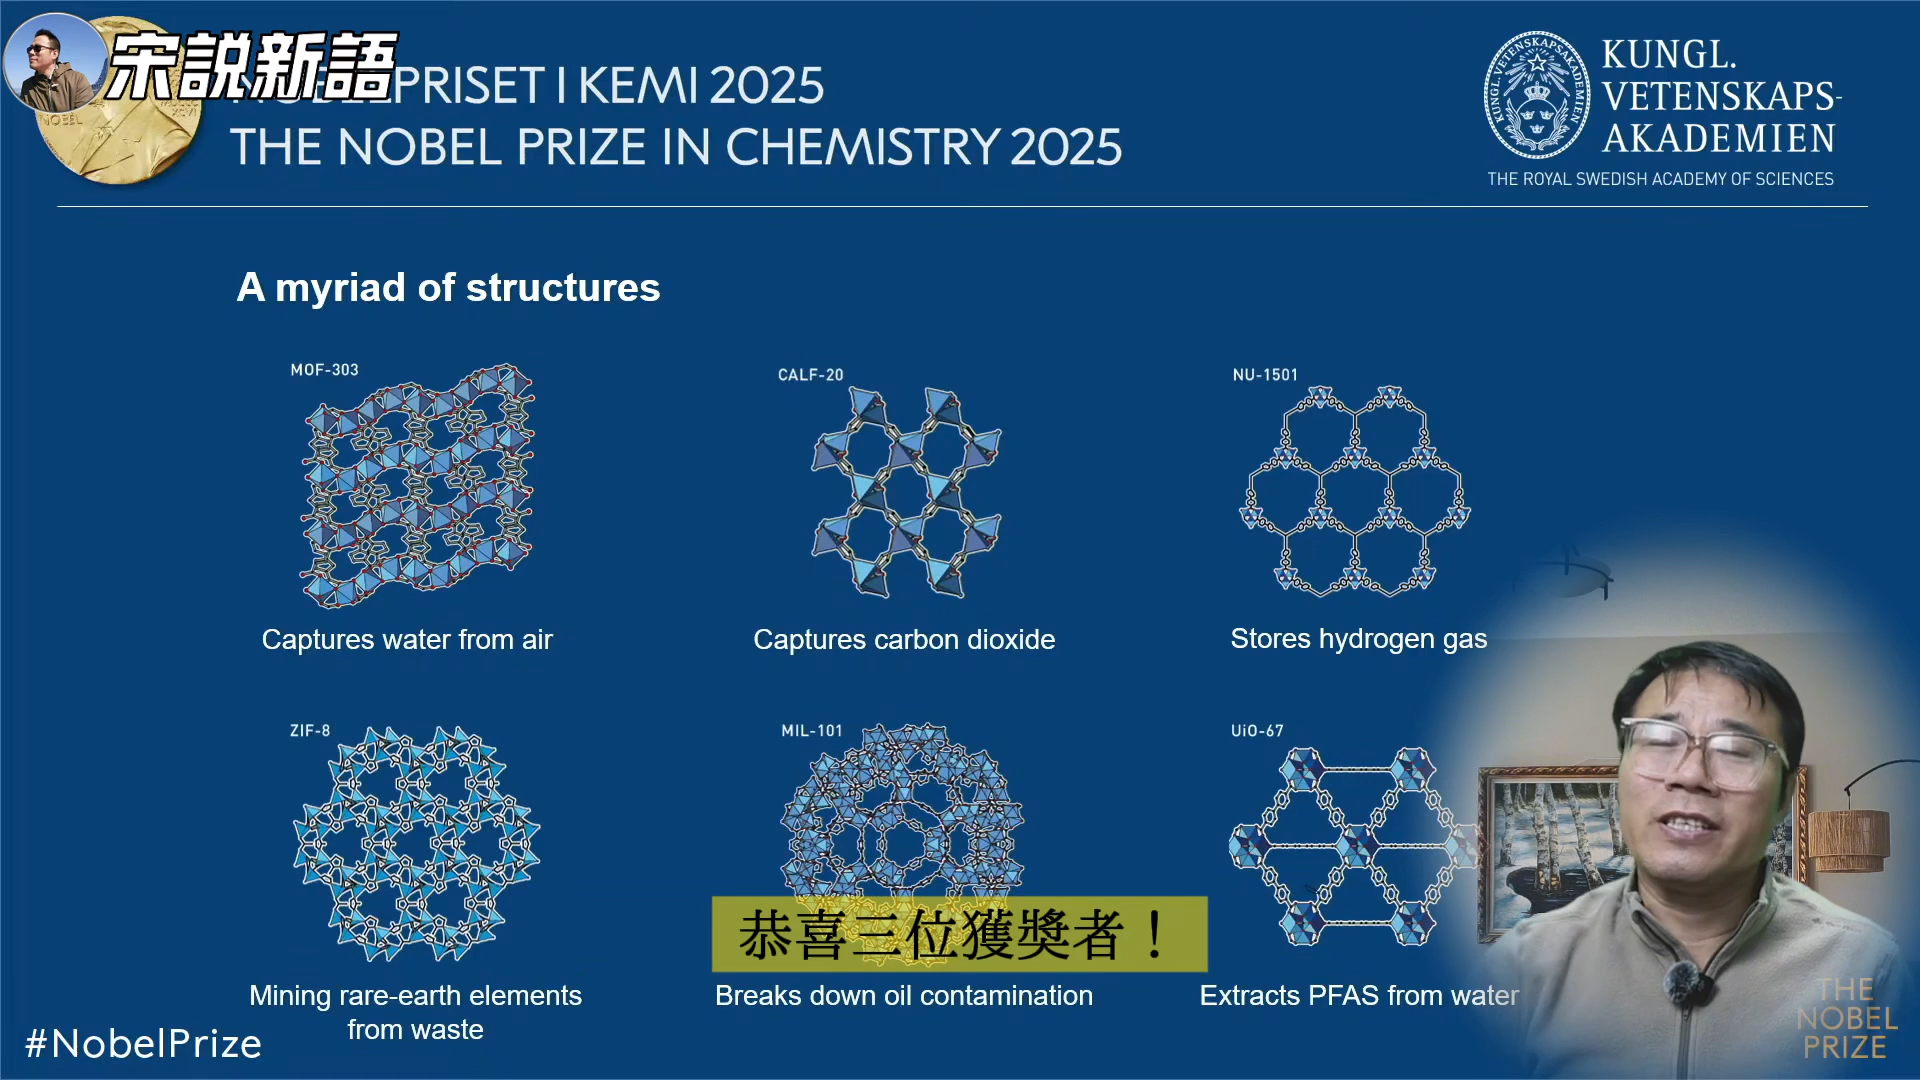 宋説新語
NOBELPRISET I KEMI 2025
THE NOBEL PRIZE IN CHEMISTRY 2025
KUNGL.
VETENSKAPS-
AKADEMIEN
THE ROYAL SWEDISH ACADEMY OF SCIENCES
A myriad of structures
MOF-303
Captures water from air
CALF-20
Captures carbon dioxide
NU-1501
Stores hydrogen gas
ZIF-8
Mining rare-earth elements
from waste
MIL-101
Breaks down oil contamination
UiO-67
Extracts PFAS from water
恭喜三位獲獎者！
#NobelPrize
THE
NOBEL
PRIZE